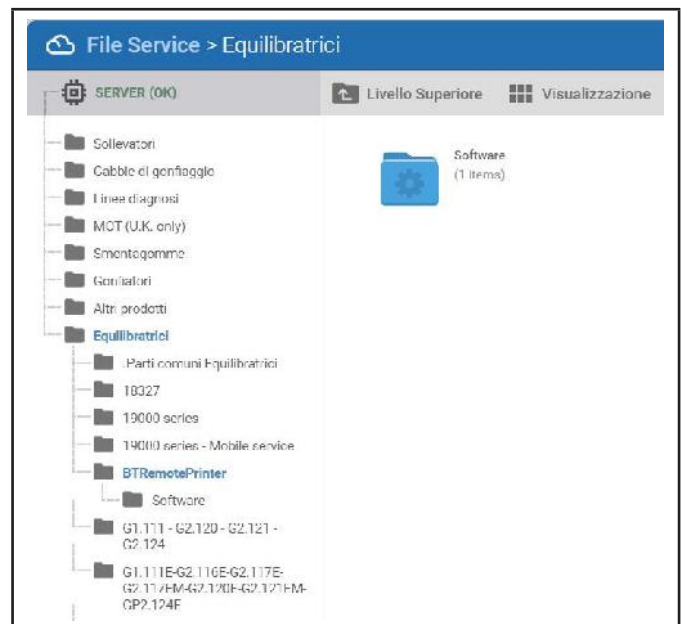 File Service > Equilibratrici
SERVER (OK)
Livello Superiore
Visualizzazione
Sollevatori
Gabbie di gonfiaggio
Linee diagnosi
MOT (U.K. only)
Smontagomme
Gonfiatori
Altri prodotti
Equilibratrici
.Parti comuni Equilibratrici
18327
19000 series
19000 series - Mobile service
BTRemotePrinter
Software
G1.111 - G2.120 - G2.121 -
G2.124
G1.111E-G2.116E-G2.117E-
G2.117EM-G2.120E-G2.121EM-
GP2.124E
Software
(1 Items)